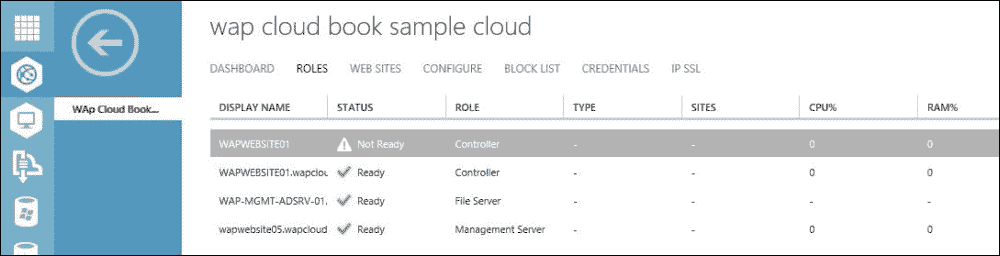 wap cloud book sample cloud
DASHBOARD ROLES WEB SITES CONFIGURE BLOCK LIST CREDENTIALS IP SSL
WAp Cloud Book...
DISPLAY NAME STATUS ROLE TYPE SITES CPU% RAM%
WAPWEBSITE01 Not Ready Controller - - 0 0
WAPWEBSITE01.wapclou Ready Controller - - 0 0
WAP-MGMT-ADSRV-01. Ready File Server - - - -
wapwebsite05.wapcloud Ready Management Server - - 0 0